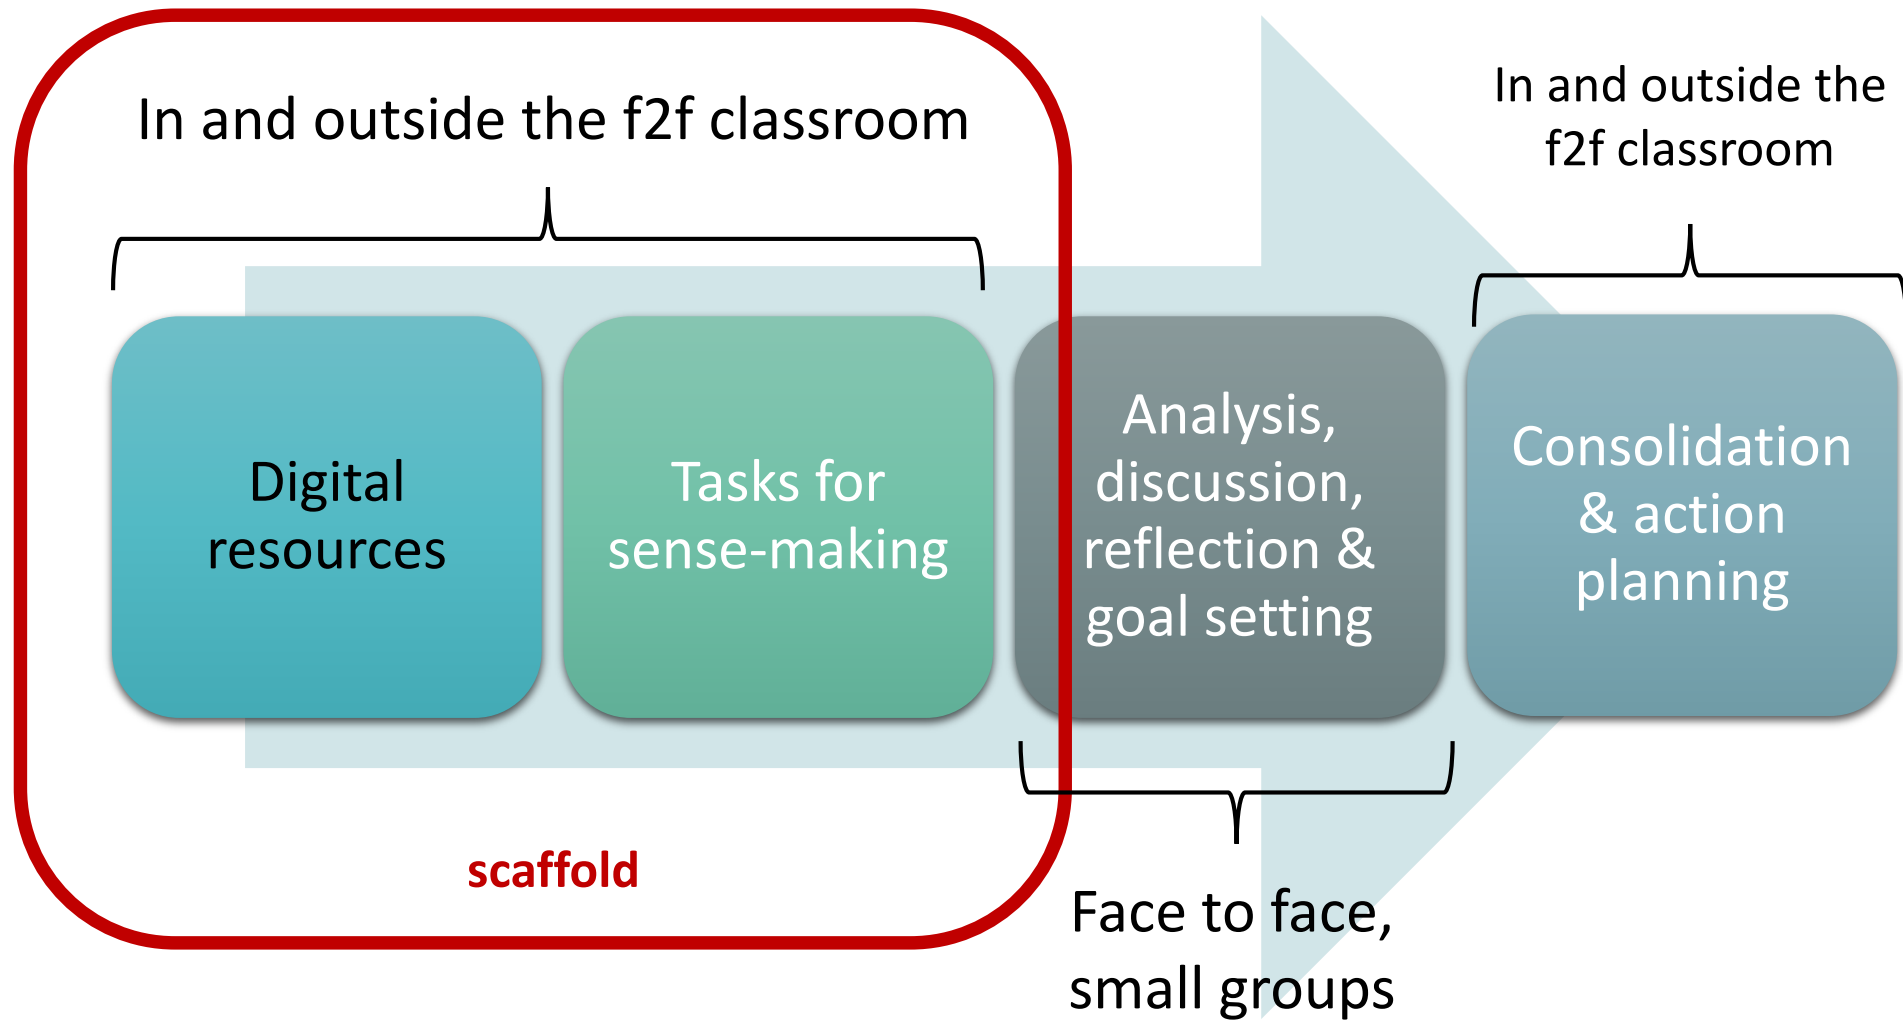 In and outside the f2f classroom
In and outside the
f2f classroom
Digital
resources
Tasks for
sense-making
Analysis,
discussion,
reflection &
goal setting
Consolidation
& action
planning
scaffold
Face to face,
small groups